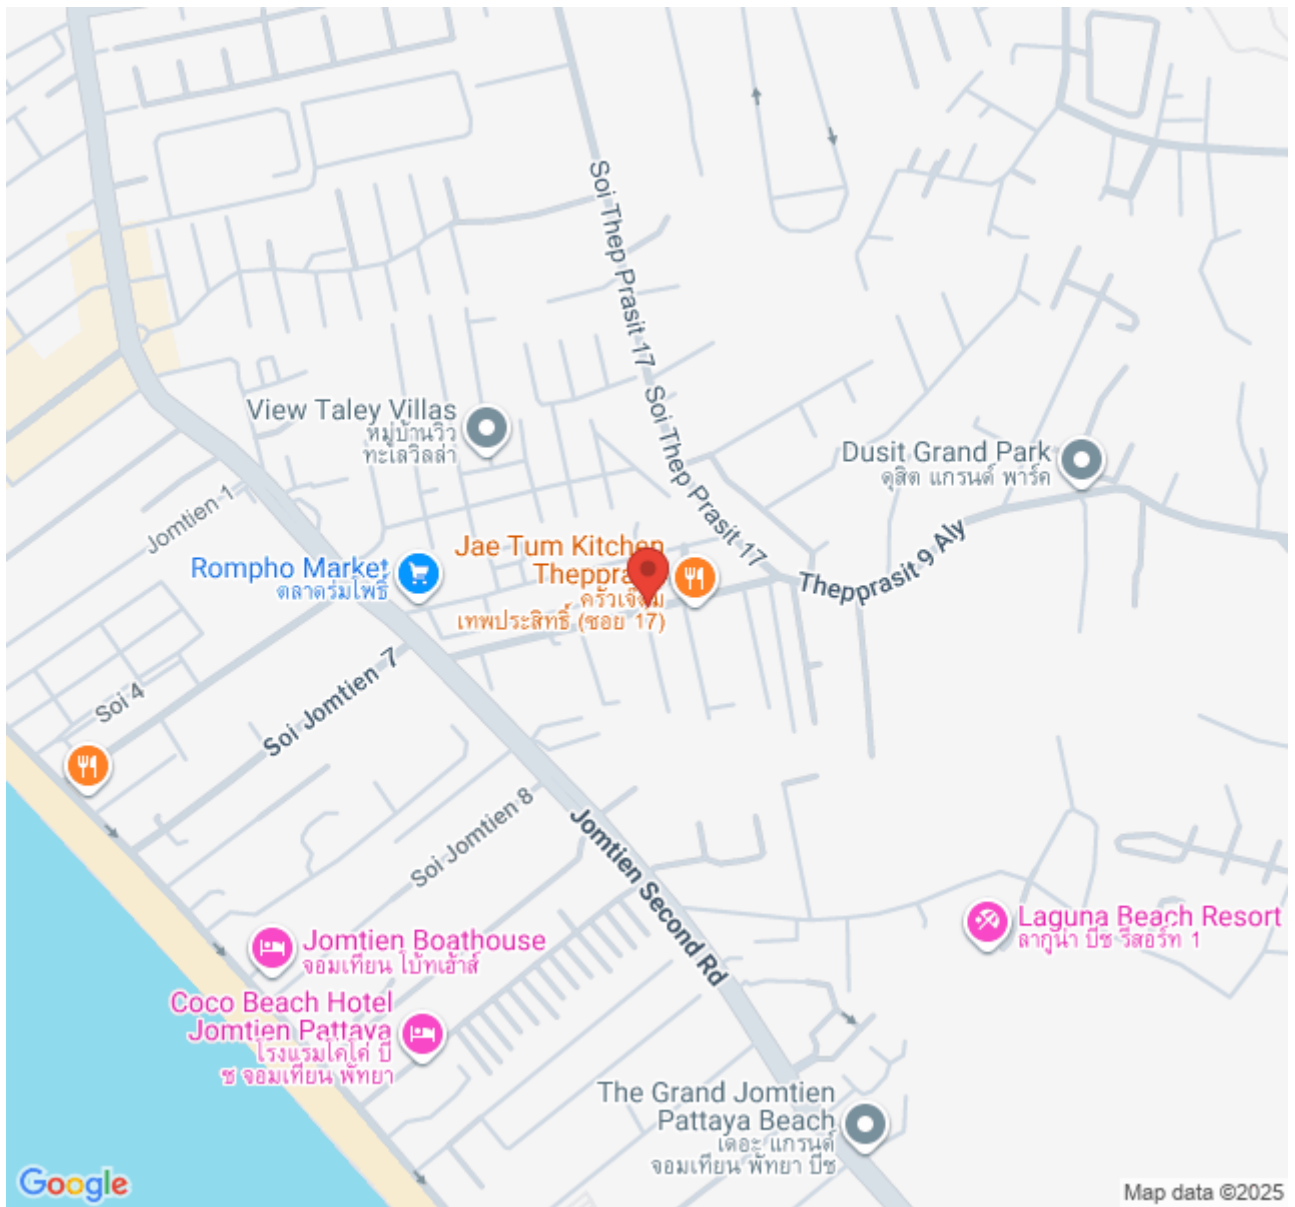 Soi Thep Prasit 17
Soi Thep Prasit 17
View Taley Villas
หมู่บ้านวิว
ทะเลวิลล่า
Dusit Grand Park
ดุสิต แกรนด์ พาร์ค
Jomtien 1
Rompho Market
ตลาดร่มโพธิ์
Jae Tum Kitchen
ครัวเจ๊ตุ่ม
เทพประสิทธิ์ (ซอย 17)
Thepprasit 9 Aly
Soi 4
Soi Jomtien 7
Soi Jomtien 8
Jomtien Second Rd
Laguna Beach Resort
ลากูน่า บีช รีสอร์ท 1
Jomtien Boathouse
จอมเทียน โบ๊ทเฮ้าส์
Coco Beach Hotel
Jomtien Pattaya
โรงแรมโคโค่ บี
ช จอมเทียน พัทยา
The Grand Jomtien
Pattaya Beach
เดอะ แกรนด์
จอมเทียน พัทยา บีช
Google
Map data ©2025